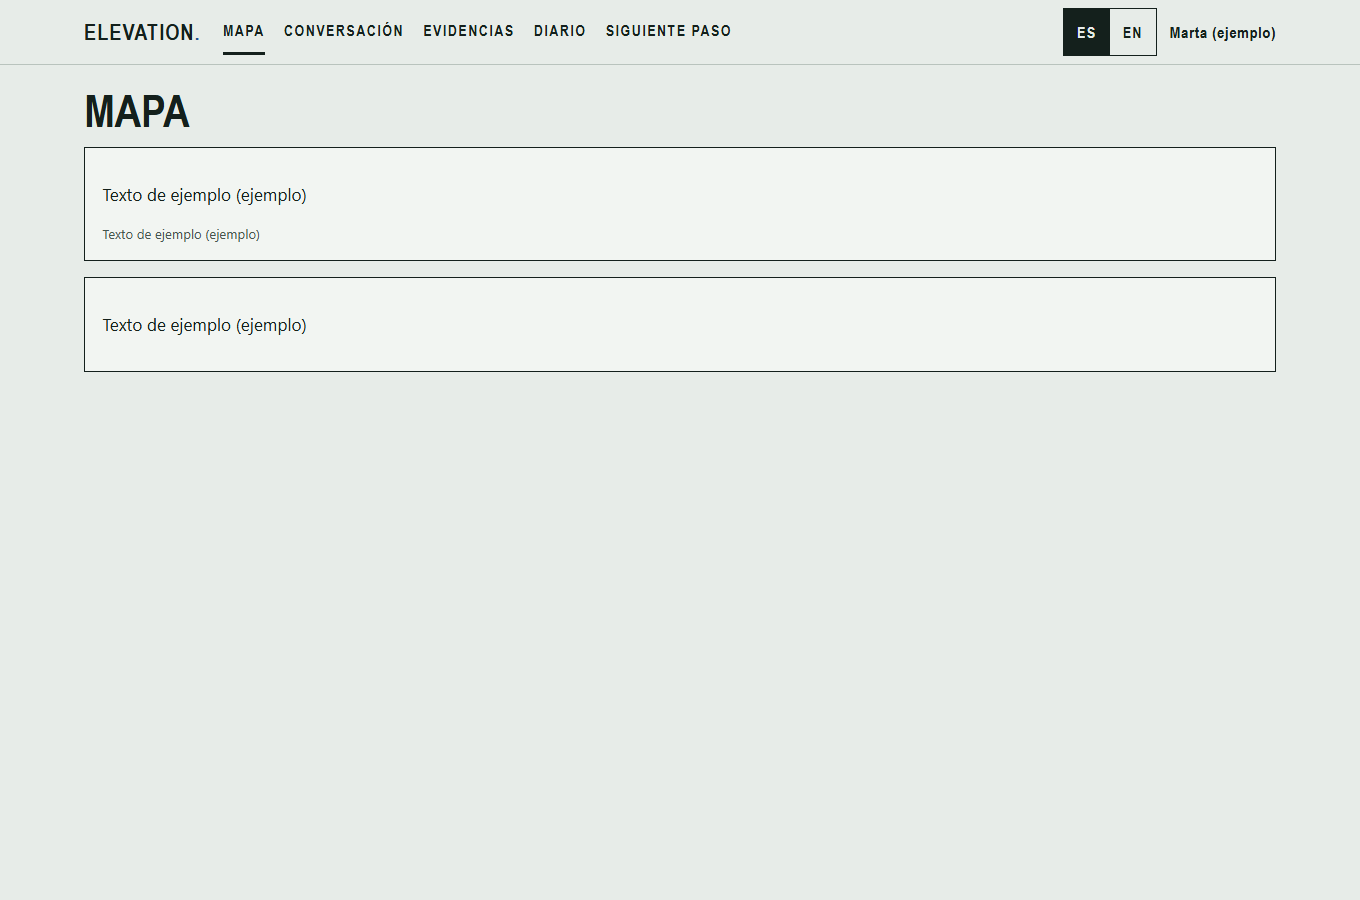 ELEVATION. MAPA CONVERSACIÓN EVIDENCIAS DIARIO SIGUIENTE PASO ES EN Marta (ejemplo)
MAPA
Texto de ejemplo (ejemplo)
Texto de ejemplo (ejemplo)
Texto de ejemplo (ejemplo)